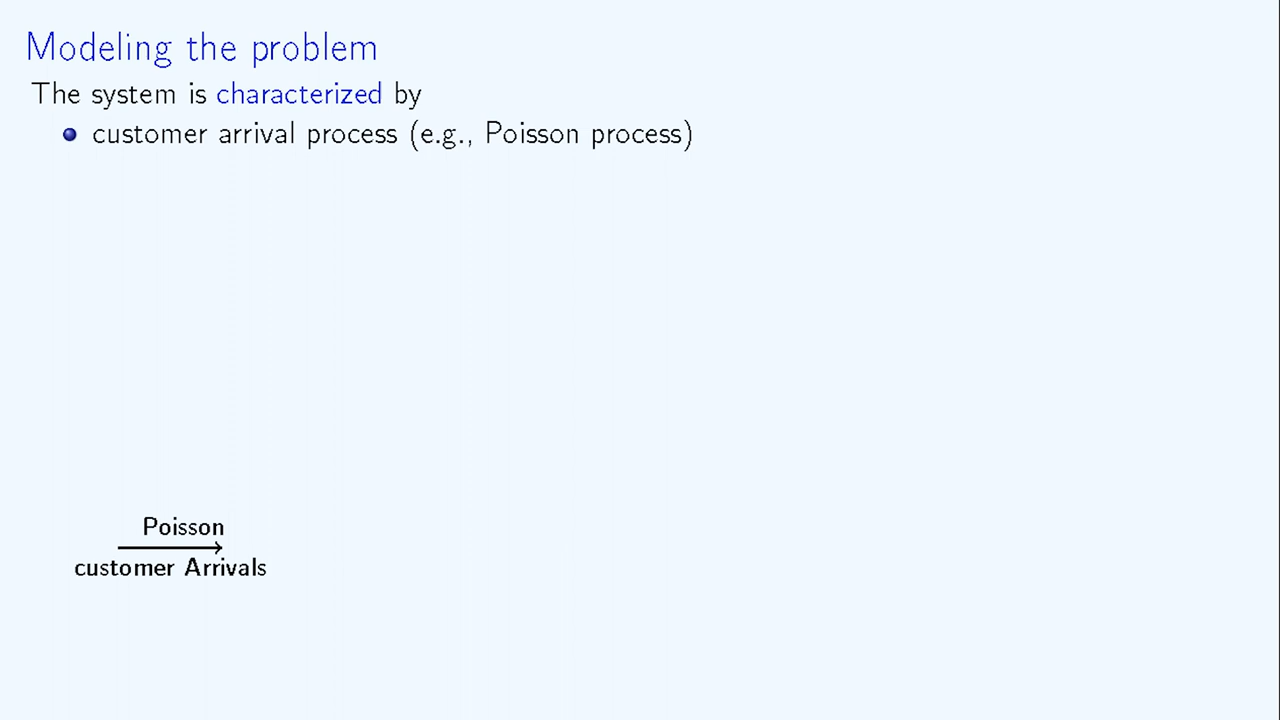 Modeling the problem
The system is characterized by
customer arrival process (e.g., Poisson process)
Poisson
customer Arrivals